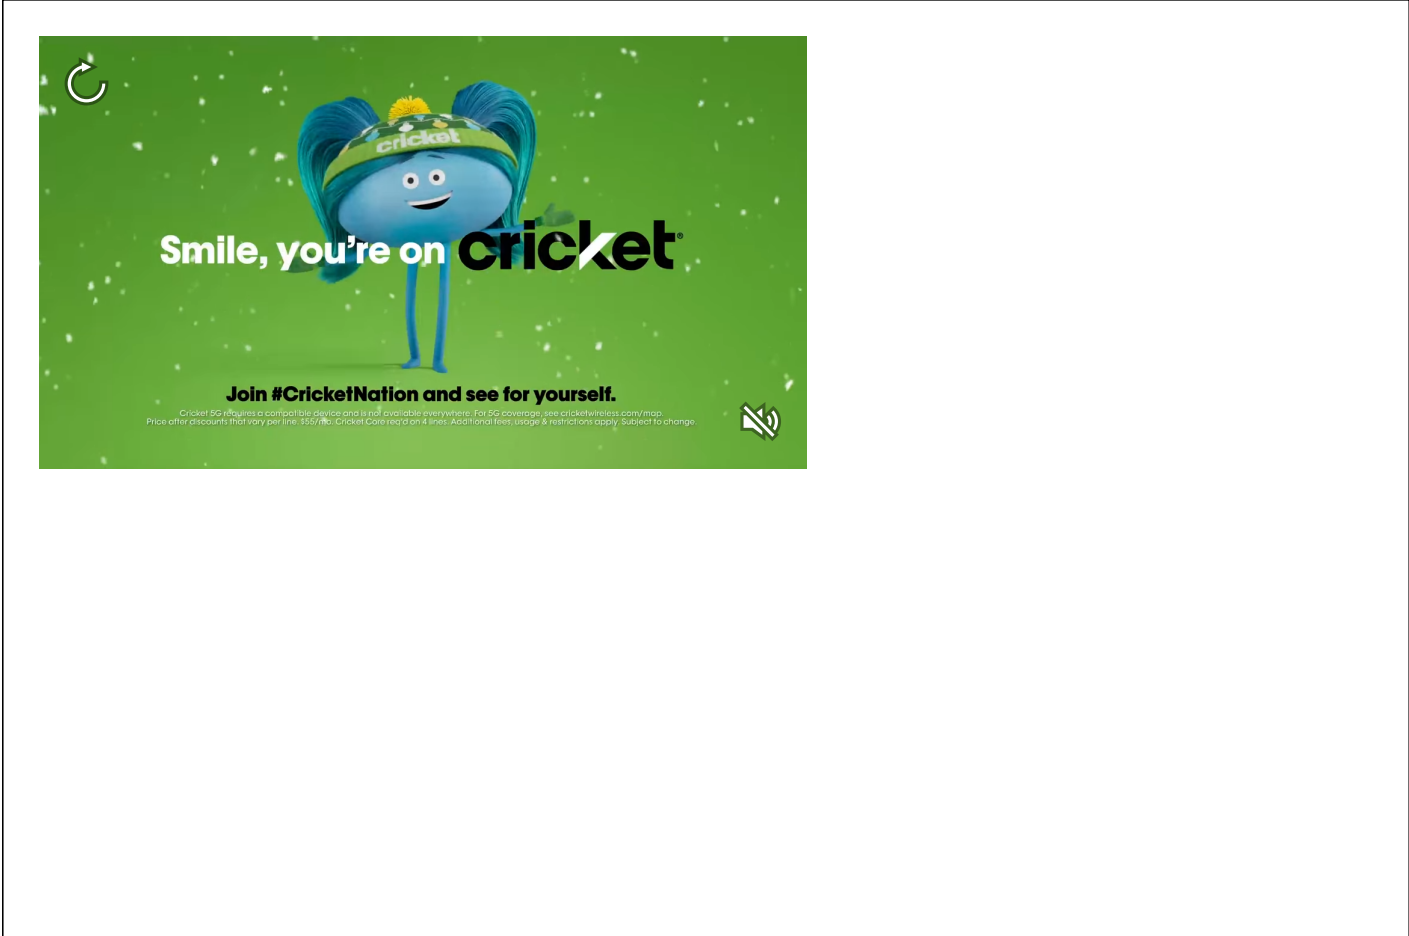 cricket
Smile, you're on cricket®
Join #CricketNation and see for yourself.
Cricket 5G requires a compatible device and is not available everywhere. For 5G coverage, see cricketwireless.com/map.
Price after discounts that vary per line. $55/mo. Cricket Core req'd on 4 lines. Additional fees, usage & restrictions apply. Subject to change.